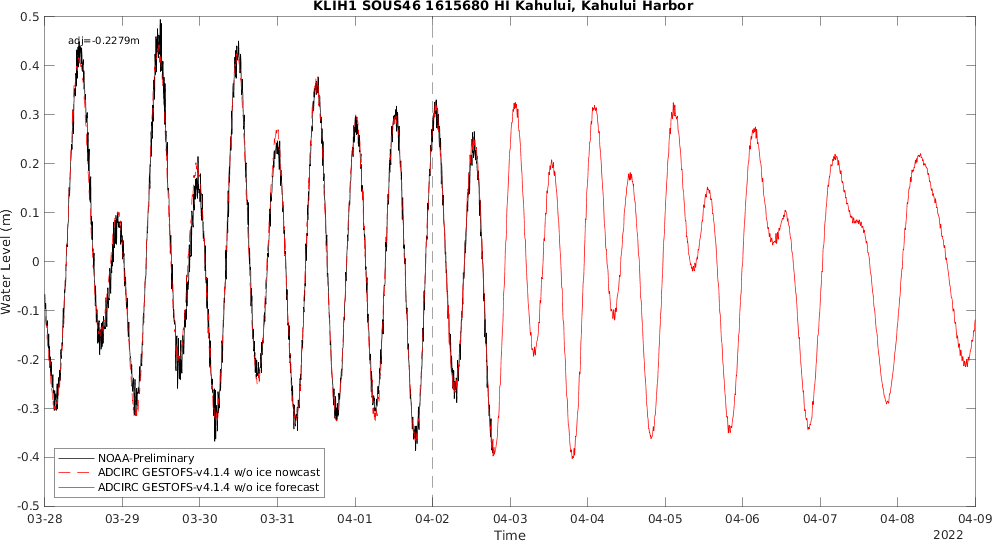 KLIH1 SOUS46 1615680 HI Kahului, Kahului Harbor
adj=-0.2279m
0.5
0.4
0.3
0.2
0.1
0
-0.1
-0.2
-0.3
-0.4
-0.5
Water Level (m)
NOAA-Preliminary
ADCIRC GESTOFS-v4.1.4 w/o ice nowcast
ADCIRC GESTOFS-v4.1.4 w/o ice forecast
03-28 03-29 03-30 03-31 04-01 04-02 04-03 04-04 04-05 04-06 04-07 04-08 04-09
Time
2022